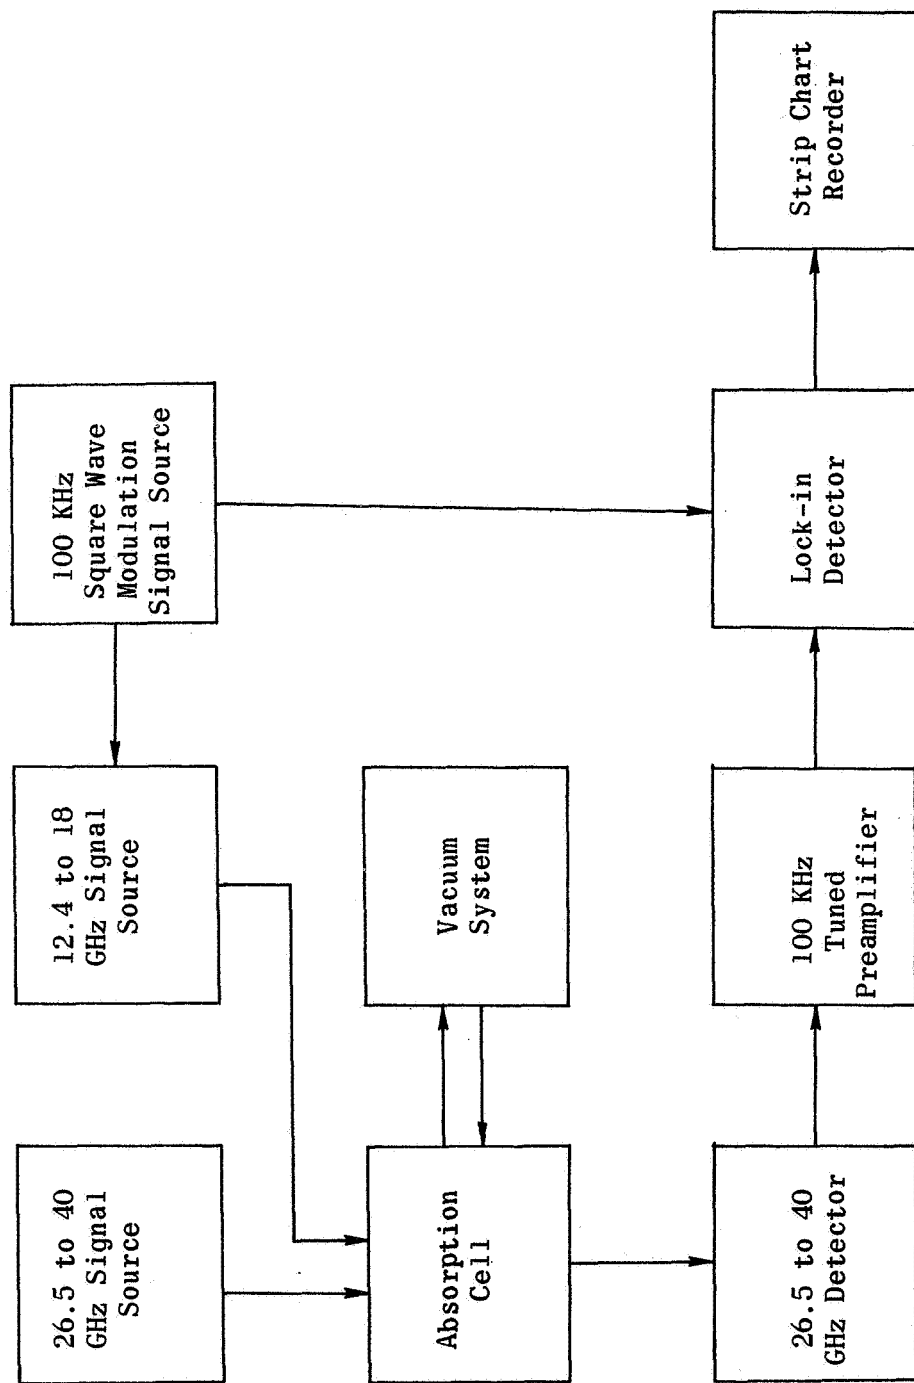 26.5 to 40
GHz Signal
Source
12.4 to 18
GHz Signal
Source
100 KHz
Square Wave
Modulation
Signal Source
Absorption
Cell
Vacuum
System
26.5 to 40
GHz Detector
100 KHz
Tuned
Preamplifier
Lock-in
Detector
Strip Chart
Recorder